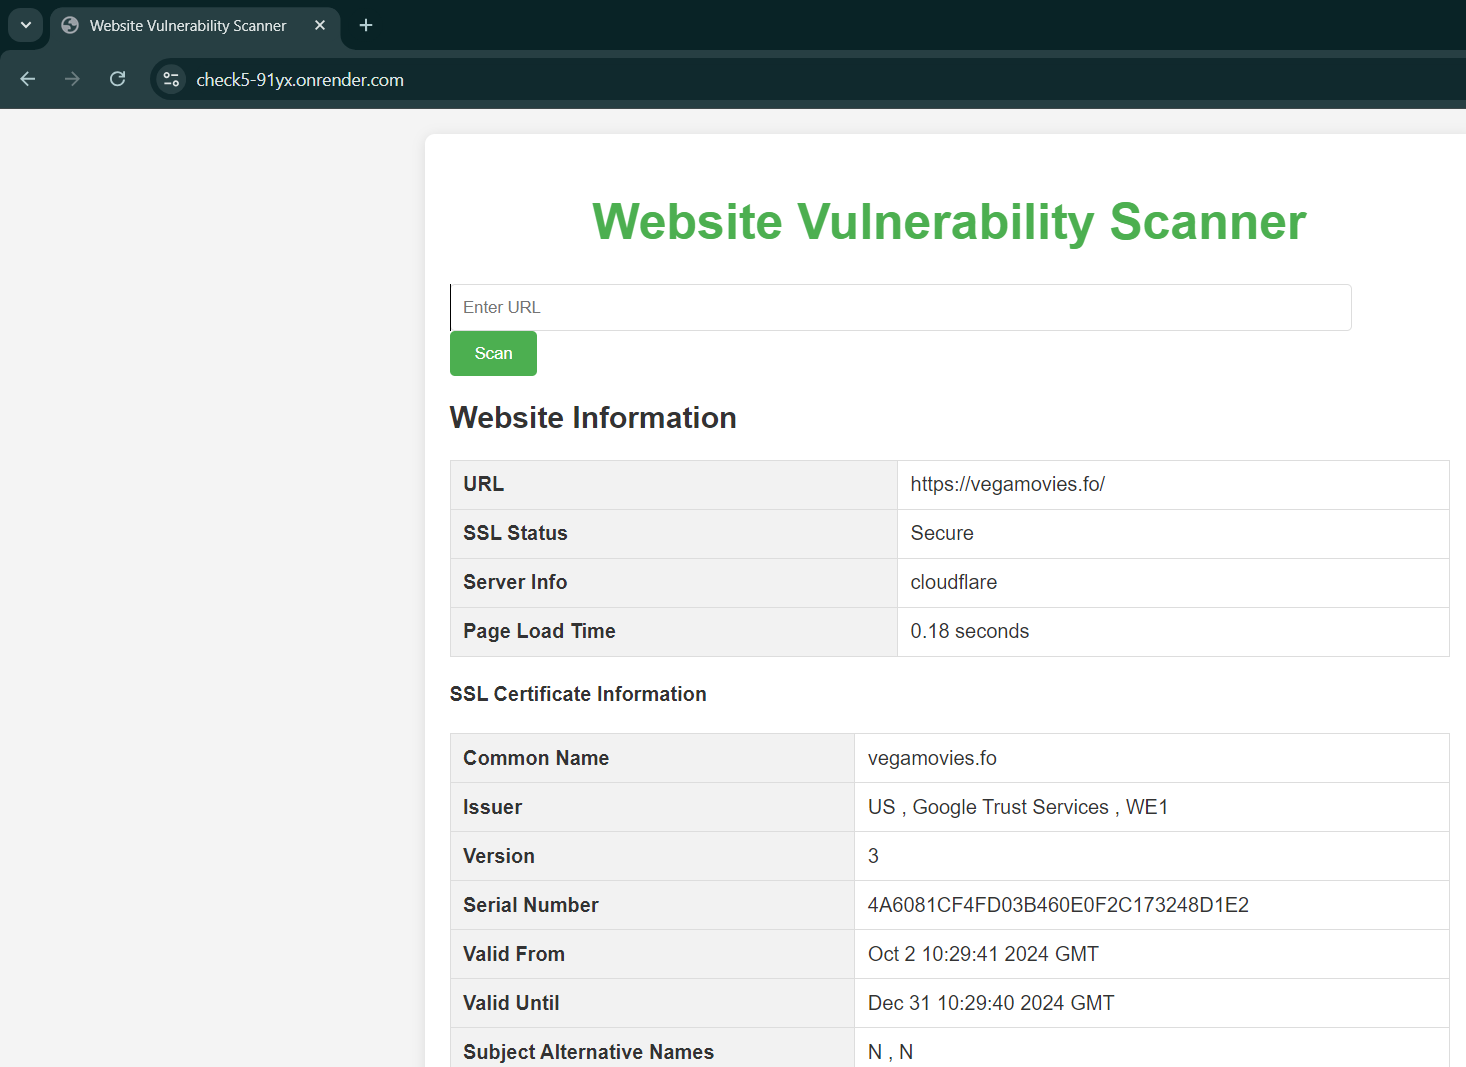 Website Vulnerability Scanner
check5-91yx.onrender.com
Website Vulnerability Scanner
Enter URL
Scan
Website Information
URL https://vegamovies.fo/
SSL Status Secure
Server Info cloudflare
Page Load Time 0.18 seconds
SSL Certificate Information
Common Name vegamovies.fo
Issuer US , Google Trust Services , WE1
Version 3
Serial Number 4A6081CF4FD03B460E0F2C173248D1E2
Valid From Oct 2 10:29:41 2024 GMT
Valid Until Dec 31 10:29:40 2024 GMT
Subject Alternative Names N , N